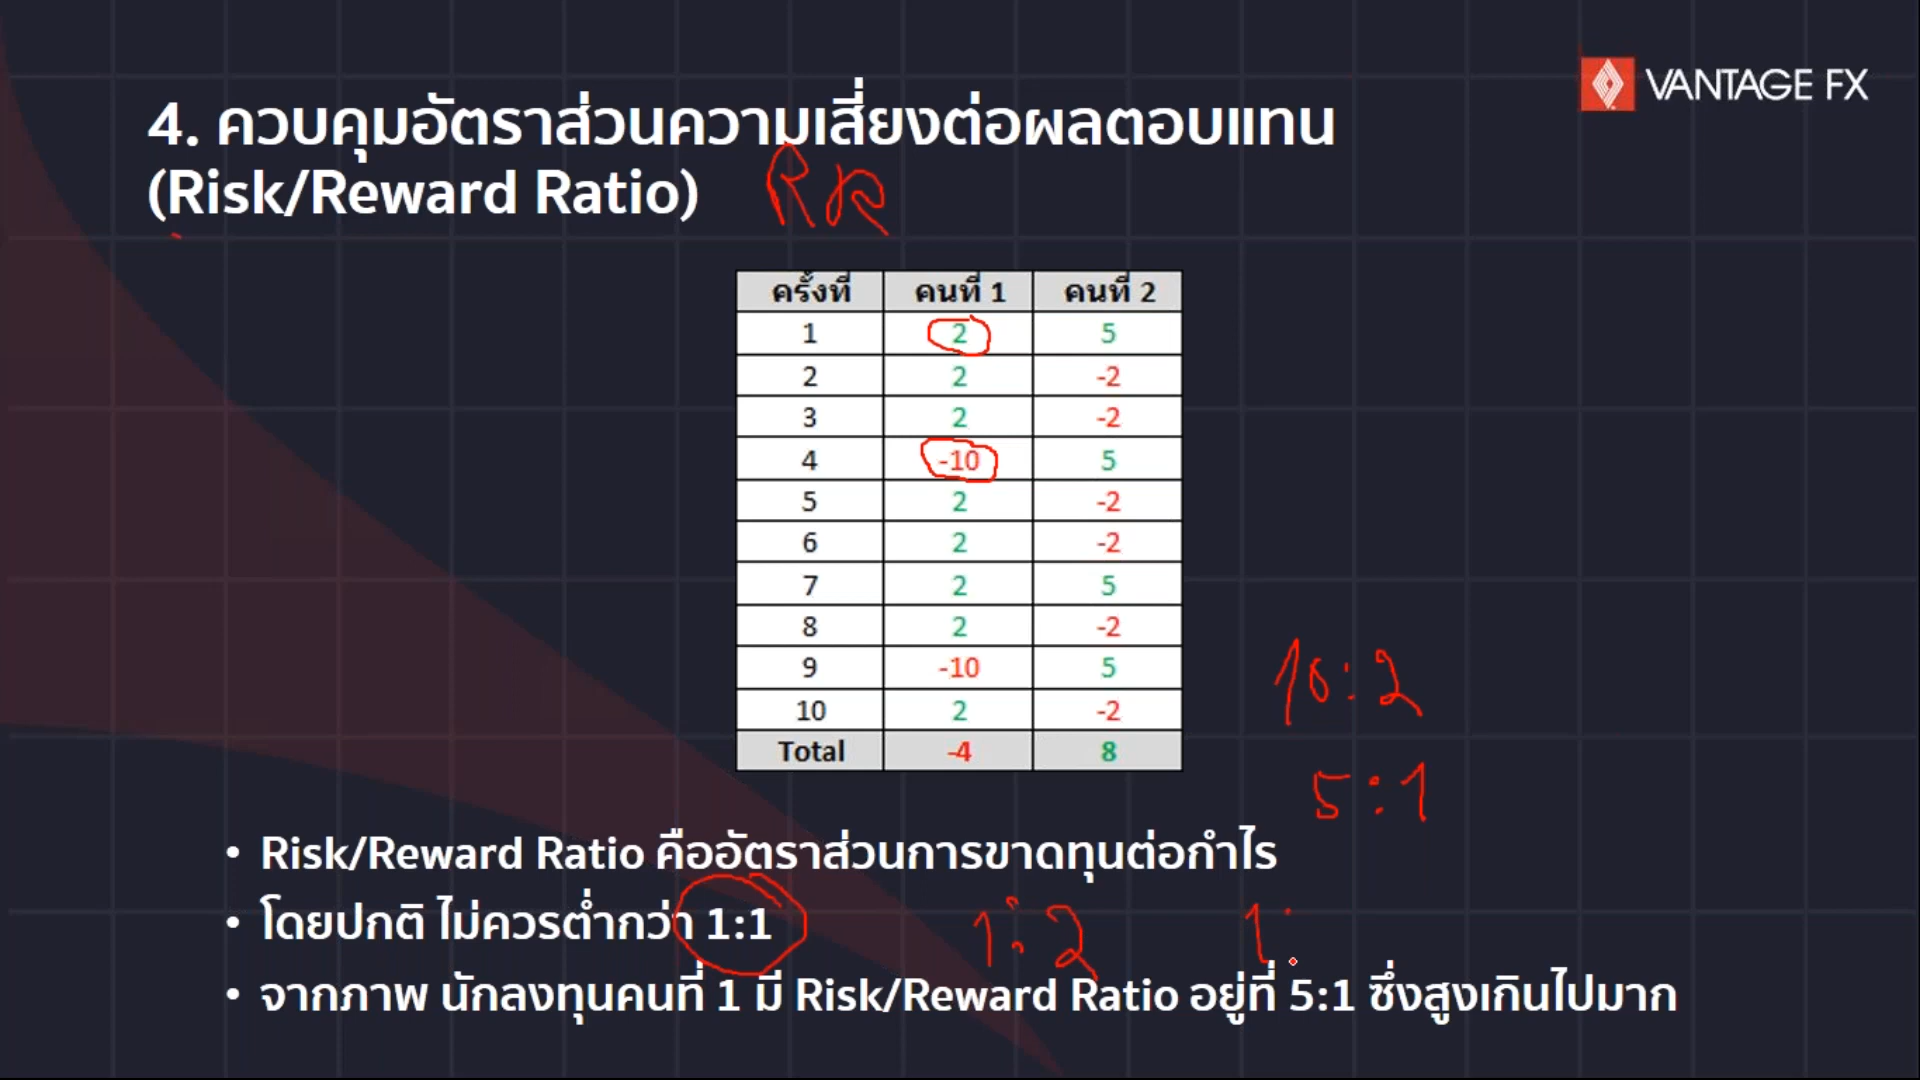 VANTAGE FX
4. ควบคุมอัตราส่วนความเสี่ยงต่อผลตอบแทน
(Risk/Reward Ratio) RR
ครั้งที่ คนที่ 1 คนที่ 2
1 2 5
2 2 -2
3 2 -2
4 -10 5
5 2 -2
6 2 -2
7 2 5
8 2 -2
9 -10 5
10 2 -2
Total -4 8
10:2
5:1
• Risk/Reward Ratio คืออัตราส่วนการขาดทุนต่อกำไร
• โดยปกติ ไม่ควรต่ำกว่า 1:1 1:2 1:
• จากภาพ นักลงทุนคนที่ 1 มี Risk/Reward Ratio อยู่ที่ 5:1 ซึ่งสูงเกินไปมาก